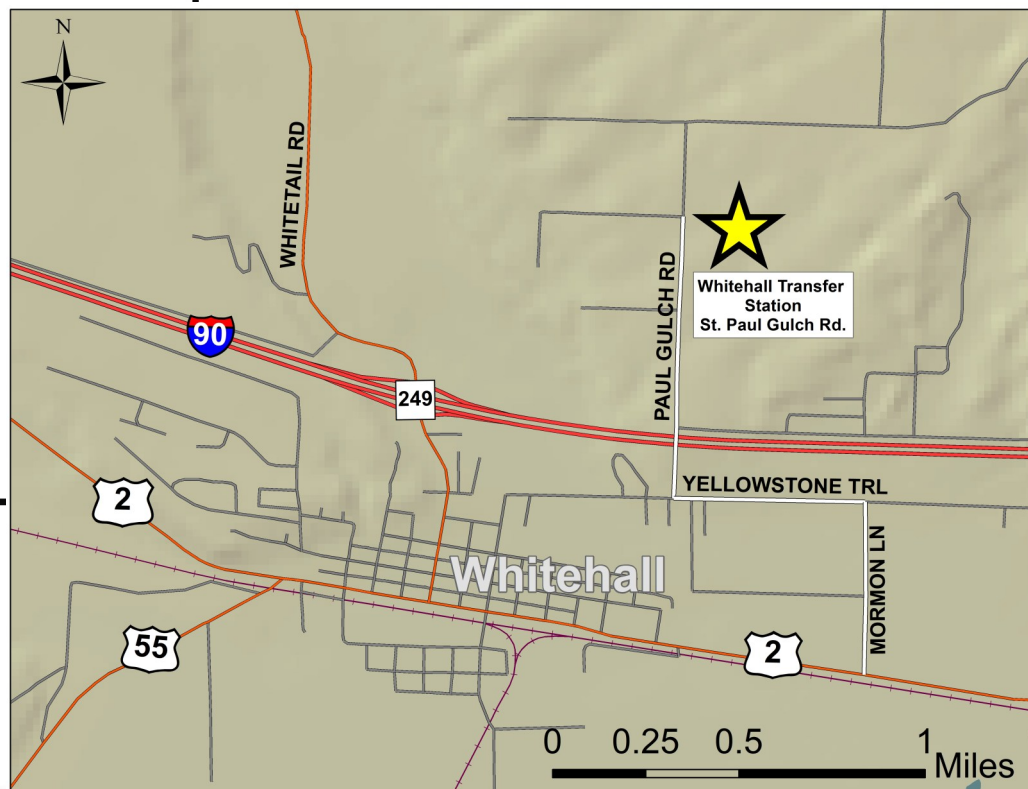 N
WHITETAIL RD
PAUL GULCH RD
Whitehall Transfer
Station
St. Paul Gulch Rd.
90
249
2
YELLOWSTONE TRL
Whitehall
MORMON LN
55
2
0 0.25 0.5 1
Miles